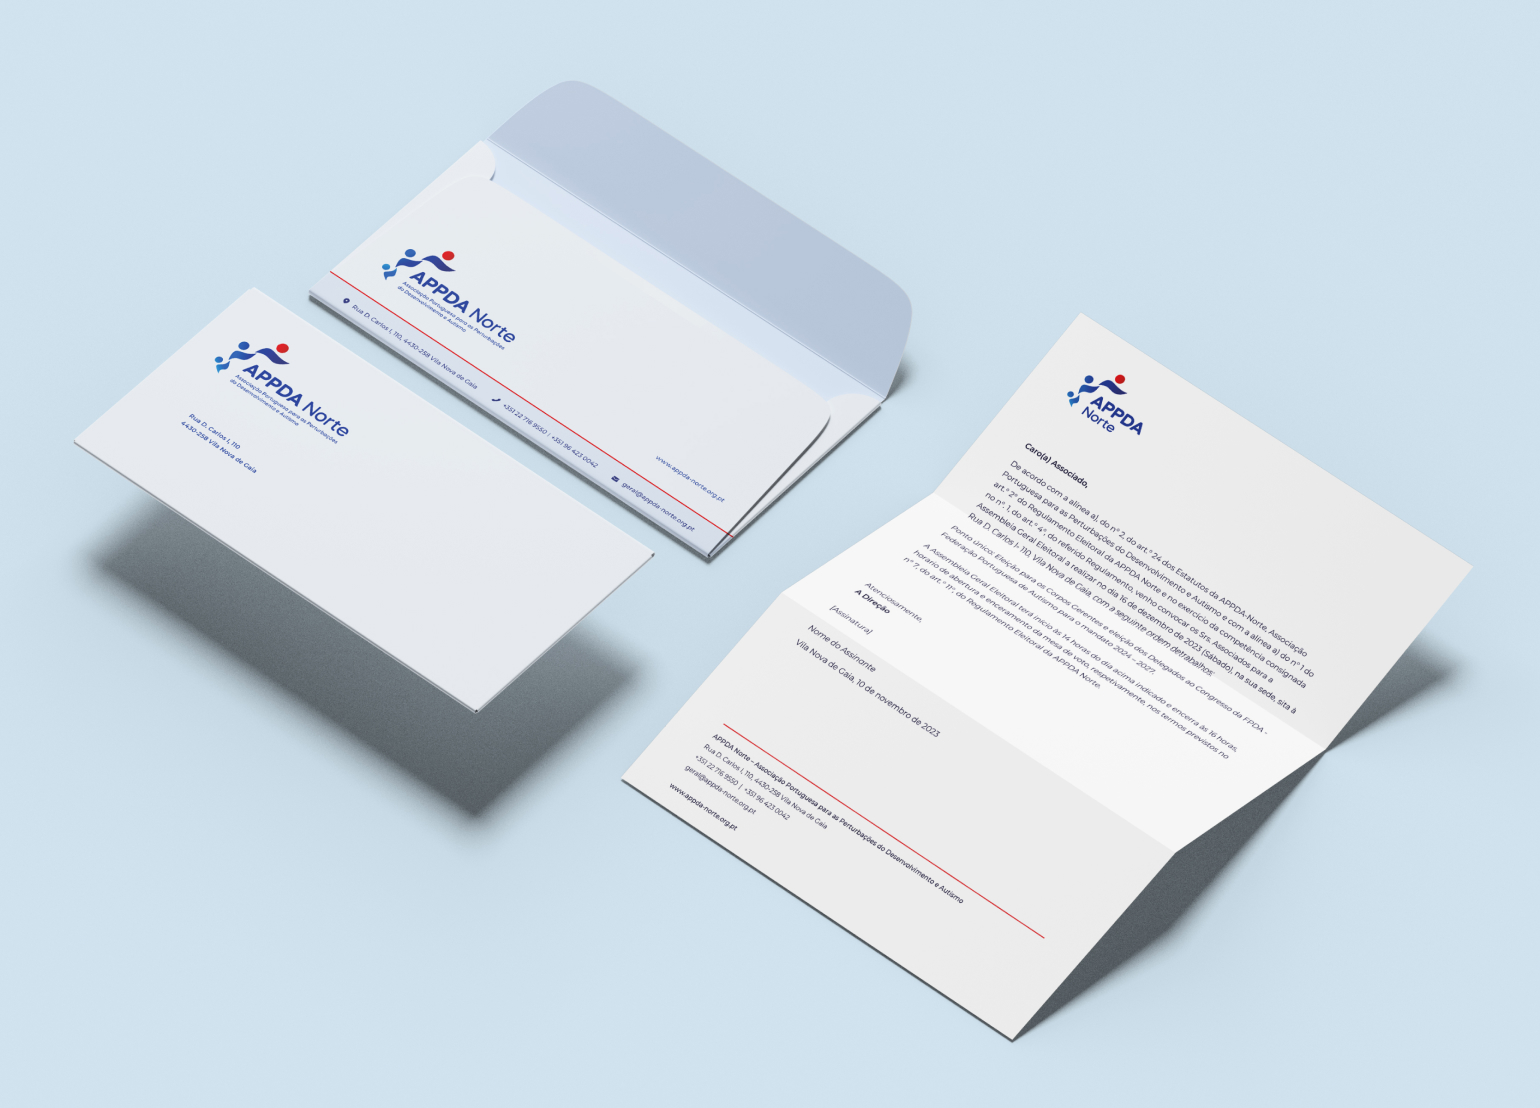 APPDA Norte
Associação Portuguesa para as Perturbações
do Desenvolvimento e Autismo
Rua D. Carlos I, 110
4430-258 Vila Nova de Gaia
APPDA Norte
Associação Portuguesa para as Perturbações
do Desenvolvimento e Autismo
www.appda-norte.org.pt
Rua D. Carlos I, 110, 4430-258 Vila Nova de Gaia
+351 22 716 9550 / +351 96 423 0042
geral@appda-norte.org.pt
APPDA
Norte
Caro(a) Associado,
De acordo com a alínea a), do nº 2, do art.º 24 dos Estatutos da APPDA-Norte, Associação
Portuguesa para as Perturbações do Desenvolvimento e Autismo e com a alínea a) do nº 1 do
art.º 2º do Regulamento Eleitoral da APPDA Norte e no exercício da competência consignada
no nº. 1, do art.º 4º, do referido Regulamento, venho convocar os Srs. Associados para a
Assembleia Geral Eleitoral a realizar no dia 16 de dezembro de 2023 (Sábado), na sua sede, sita à
Rua D. Carlos I- 110, Vila Nova de Gaia, com a seguinte ordem detrabalhos:
Ponto único: Eleição para os Corpos Gerentes e eleição dos Delegados ao Congresso da FPDA -
Federação Portuguesa de Autismo para o mandato 2024 – 2027.
A Assembleia Geral Eleitoral terá início às 14 horas do dia acima indicado e encerra às 16 horas,
horario de abertura e enceramento da mesa de voto, respetivamente, nos termos previstos no
nº 7, do art.º 11º, do Regulamento Eleitoral da APPDA Norte.
Atenciosamente,
A Direção
(Assinatura)
Nome do Assinante
Vila Nova de Gaia, 10 de novembro de 2023
APPDA Norte – Associação Portuguesa para as Perturbações do Desenvolvimento e Autismo
Rua D. Carlos I, 110, 4430-258 Vila Nova de Gaia
+351 22 716 9550 | +351 96 423 0042
geral@appda-norte.org.pt
www.appda-norte.org.pt